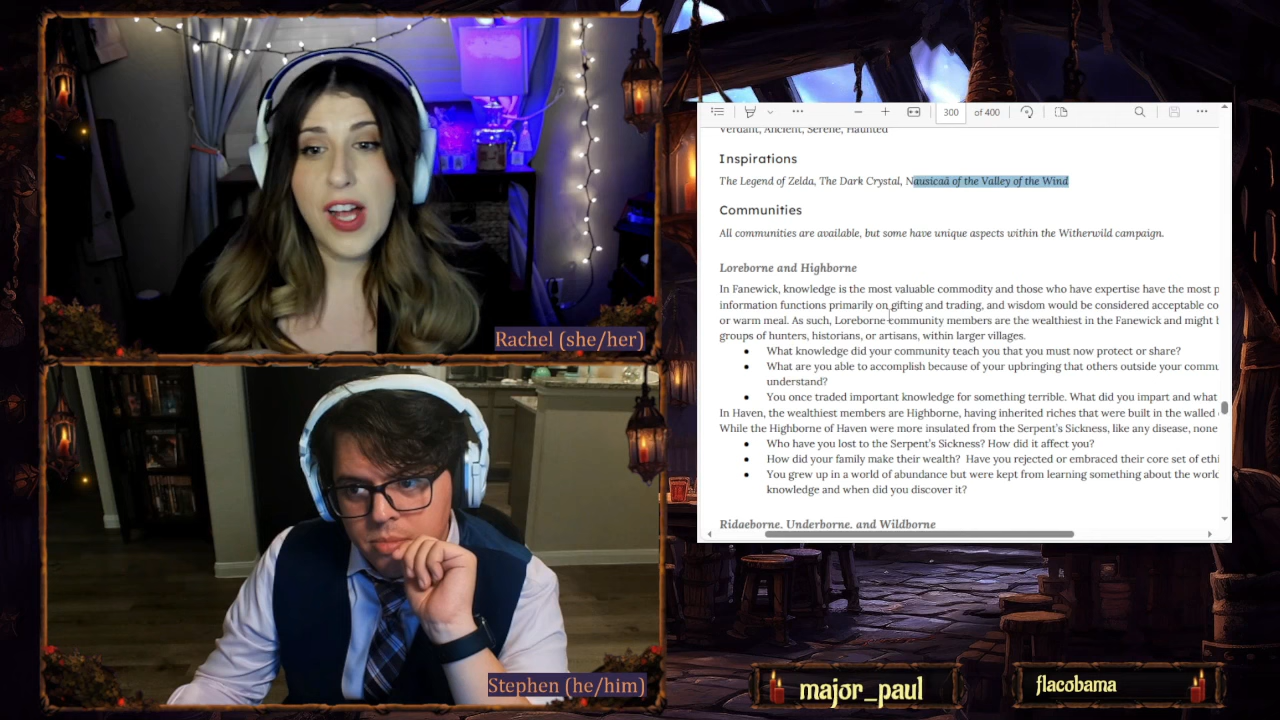 Rachel (she/her)
Stephen (he/him)
300 of 400
Verdant, Ancient, Serene, Haunted
Inspirations
The Legend of Zelda, The Dark Crystal, Nausicaä of the Valley of the Wind
Communities
All communities are available, but some have unique aspects within the Witherwild campaign.
Loreborne and Highborne
In Fanewick, knowledge is the most valuable commodity and those who have expertise have the most p
information functions primarily on gifting and trading, and wisdom would be considered acceptable co
or warm meal. As such, Loreborne community members are the wealthiest in the Fanewick and might
groups of hunters, historians, or artisans, within larger villages.
• What knowledge did your community teach you that you must now protect or share?
• What are you able to accomplish because of your upbringing that others outside your commu
understand?
• You once traded important knowledge for something terrible. What did you impart and what
In Haven, the wealthiest members are Highborne, having inherited riches that were built in the walled
While the Highborne of Haven were more insulated from the Serpent's Sickness, like any disease, none
• Who have you lost to the Serpent's Sickness? How did it affect you?
• How did your family make their wealth? Have you rejected or embraced their core set of ethi
• You grew up in a world of abundance but were kept from learning something about the world
knowledge and when did you discover it?
Ridgeborne, Underborne, and Wildborne
major_paul
flacobama